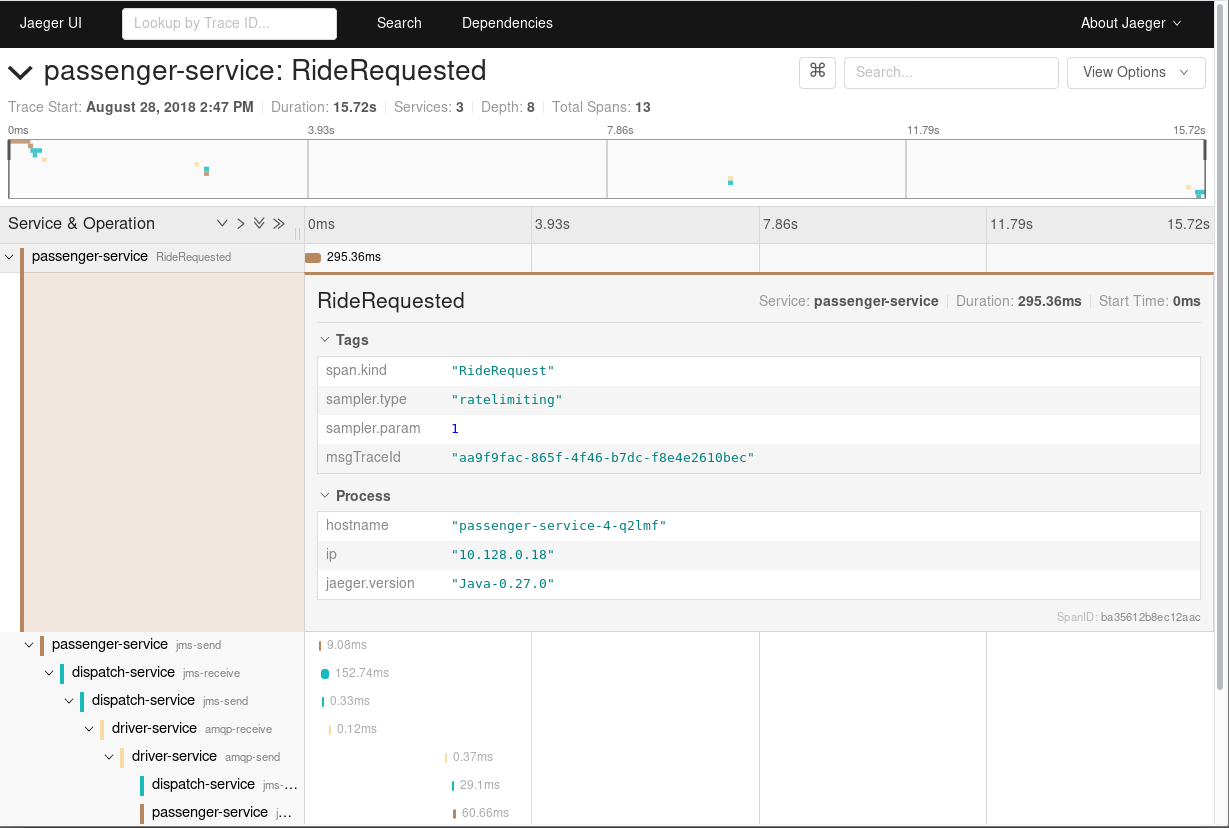 Jaeger UI Lookup by Trace ID... Search Dependencies About Jaeger
passenger-service: RideRequested ⌘ Search... View Options
Trace Start: August 28, 2018 2:47 PM Duration: 15.72s Services: 3 Depth: 8 Total Spans: 13
0ms 3.93s 7.86s 11.79s 15.72s
Service & Operation 0ms 3.93s 7.86s 11.79s 15.72s
passenger-service RideRequested 295.36ms
RideRequested Service: passenger-service Duration: 295.36ms Start Time: 0ms
Tags
span.kind "RideRequest"
sampler.type "ratelimiting"
sampler.param 1
msgTraceId "aa9f9fac-865f-4f46-b7dc-f8e4e2610bec"
Process
hostname "passenger-service-4-q2lmf"
ip "10.128.0.18"
jaeger.version "Java-0.27.0"
SpanID: ba35612b8ec12aac
passenger-service jms-send 9.08ms
dispatch-service jms-receive 152.74ms
dispatch-service jms-send 0.33ms
driver-service amqp-receive 0.12ms
driver-service amqp-send 0.37ms
dispatch-service jms-... 29.1ms
passenger-service j... 60.66ms